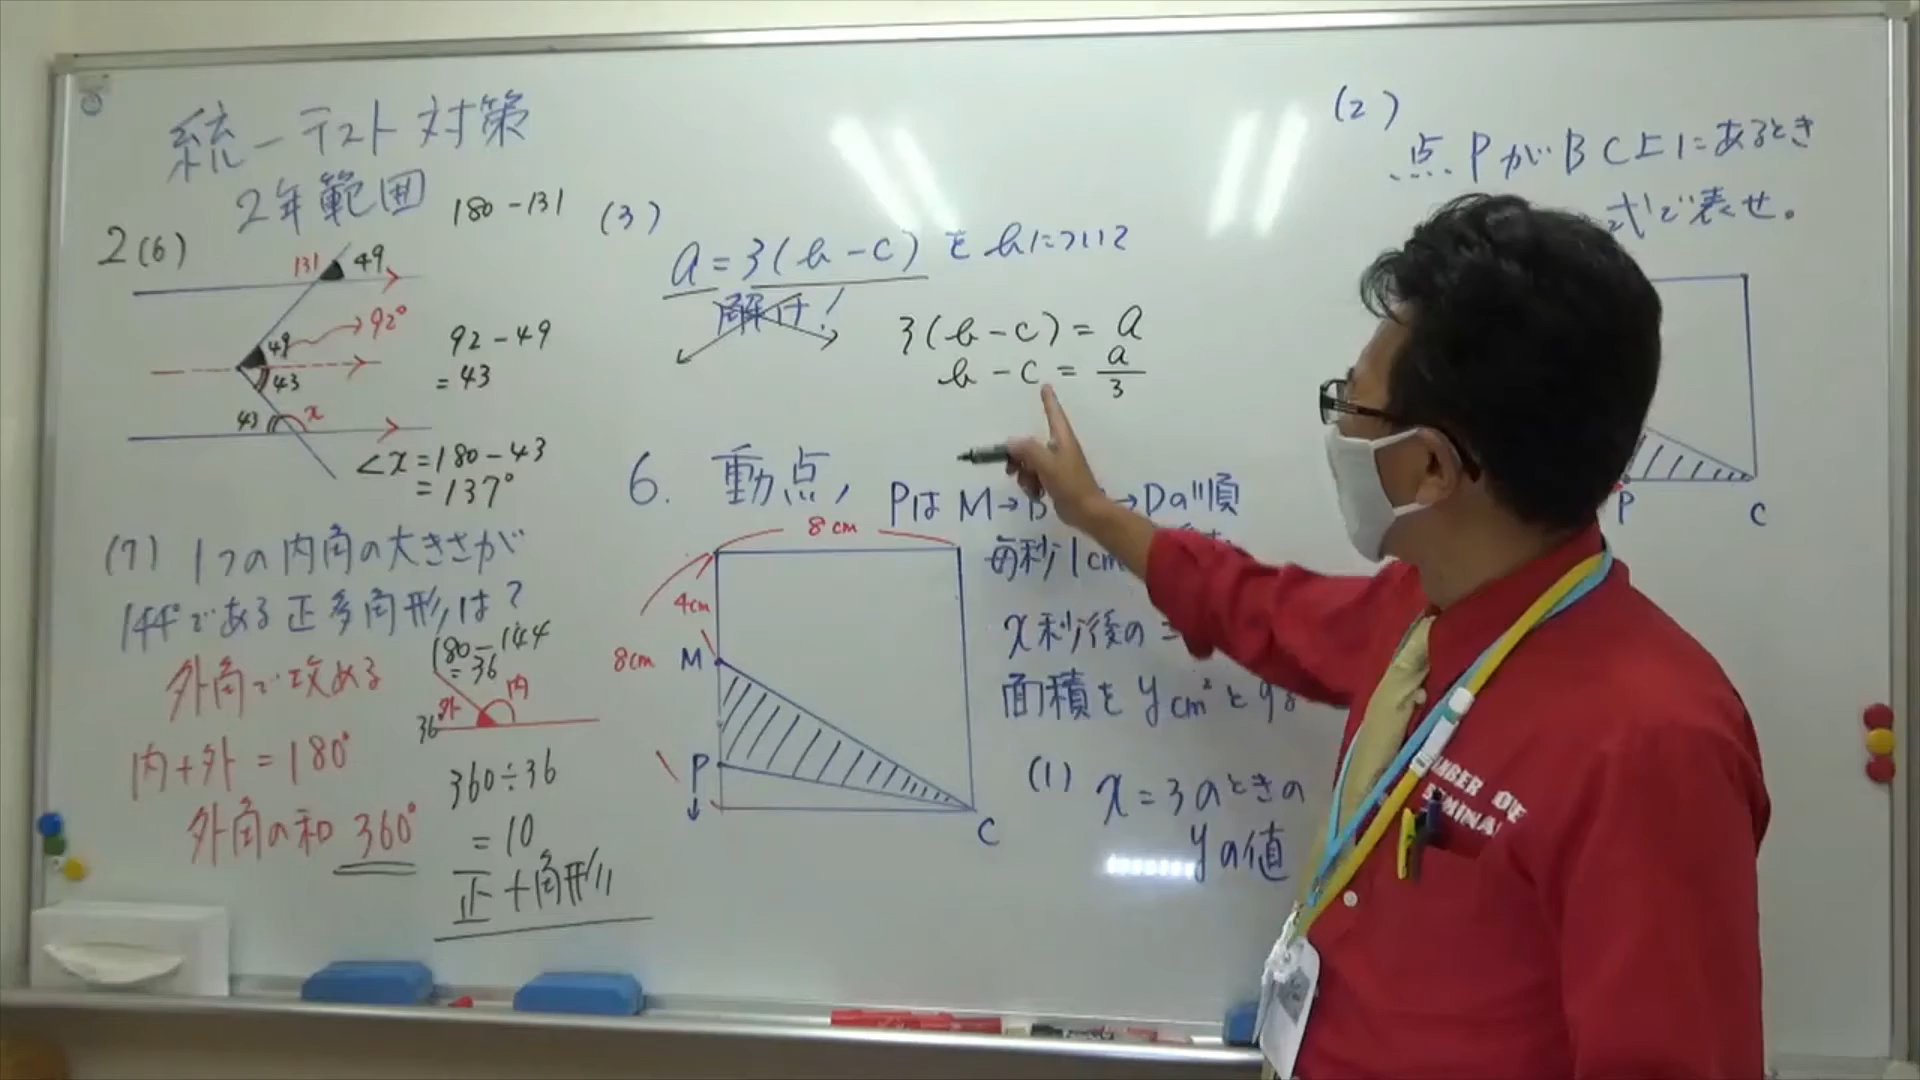 統一テスト対策
2年範囲
2(6)
180-131
131
49
49
92°
43
43
x
92-49
=43
<x=180-43
=137°
(7) 1つの内角の大きさが
144°である正多角形は?
外角で攻める
内+外=180°
外角の和 360°
180-144
=36
外
内
36°
360÷36
=10
正十角形
(3)
a=3(b-c)をbについて
解け!
3(b-c)=a
b-c=a/3
6. 動点
PはM→B
→Dの順
毎秒1cm
x秒後の
面積をycm²とする
8cm
4cm
8cm
M
P
C
(1) x=3のときの
yの値
(2)
点PがBC上にあるとき
式で表せ。
P
C